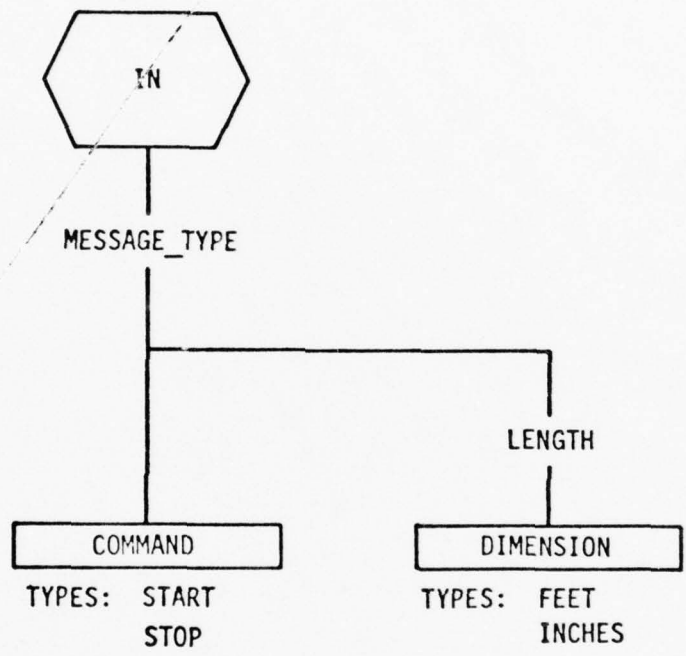 IN
MESSAGE_TYPE
LENGTH
COMMAND
DIMENSION
TYPES: START
STOP
TYPES: FEET
INCHES